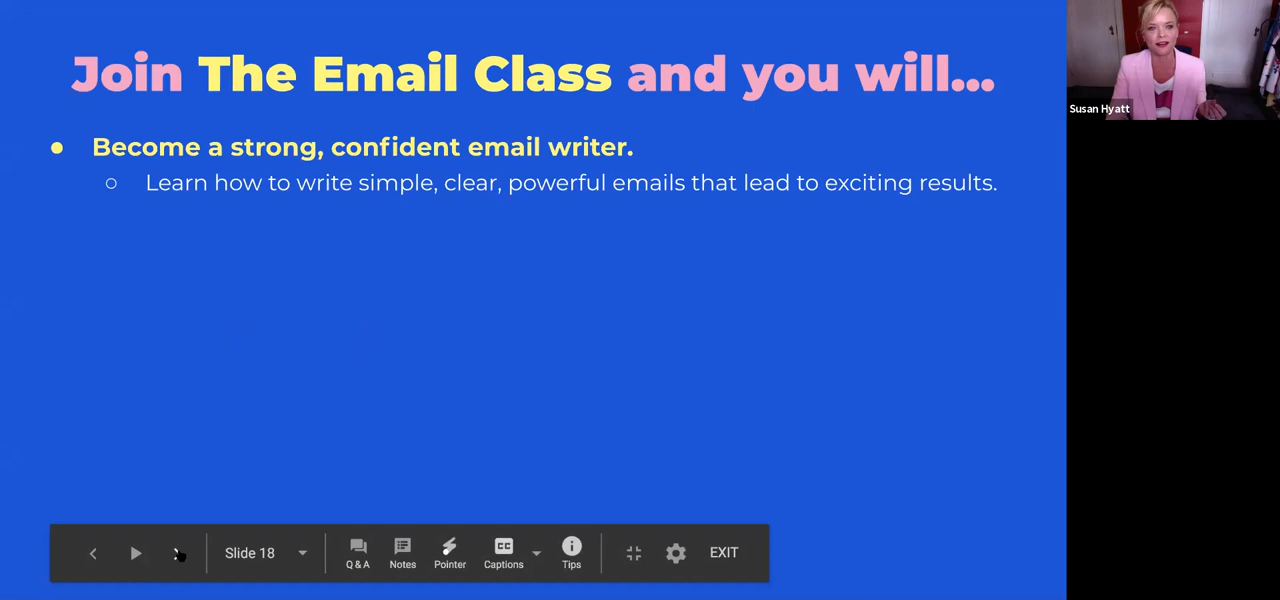 Join The Email Class and you will...
Susan Hyatt
● Become a strong, confident email writer.
○ Learn how to write simple, clear, powerful emails that lead to exciting results.
Slide 18
Q & A
Notes
Pointer
CC
Captions
Tips
EXIT